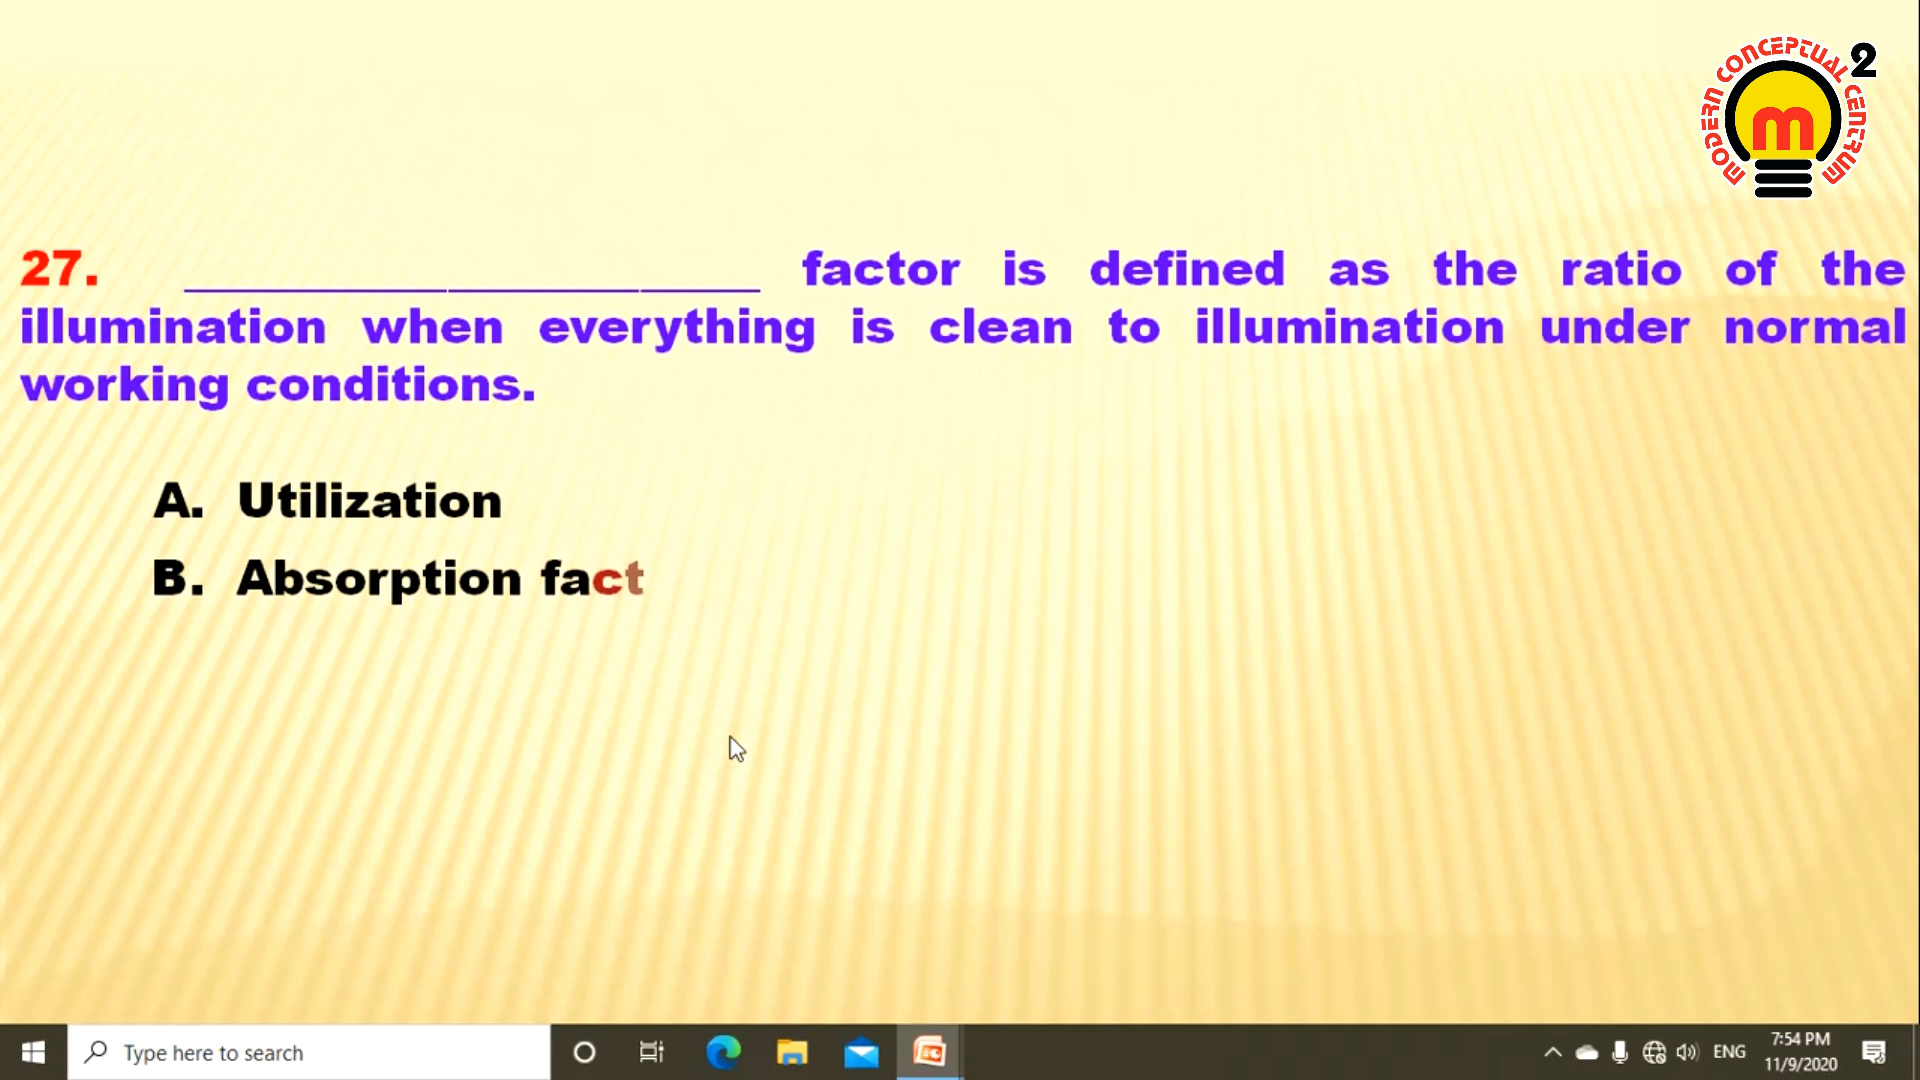 MODERN CONCEPTUAL CENTRUM
2
m
27. ______________________ factor is defined as the ratio of the
illumination when everything is clean to illumination under normal
working conditions.
A. Utilization
B. Absorption fact
Type here to search
ENG
7:54 PM
11/9/2020